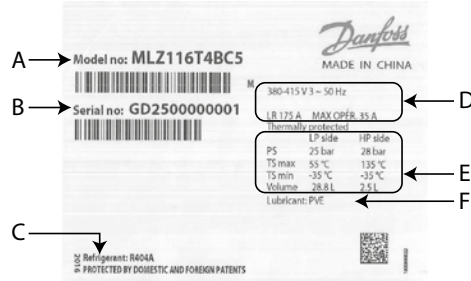 Danfoss
MADE IN CHINA
A
Model no: MLZ116T4BC5
M
B
Serial no: GD2500000001
380-415 V 3 ~ 50 Hz
LR 175 A MAX OPÉR. 35 A
D
Thermally protected
LP side HP side
PS 25 bar 28 bar
TS max 55 °C 135 °C
TS min -35 °C -35 °C
Volume 28.8 L 2.5 L
E
Lubricant: PVE
F
C
Refrigerant: R404A
PROTECTED BY DOMESTIC AND FOREIGN PATENTS
2016